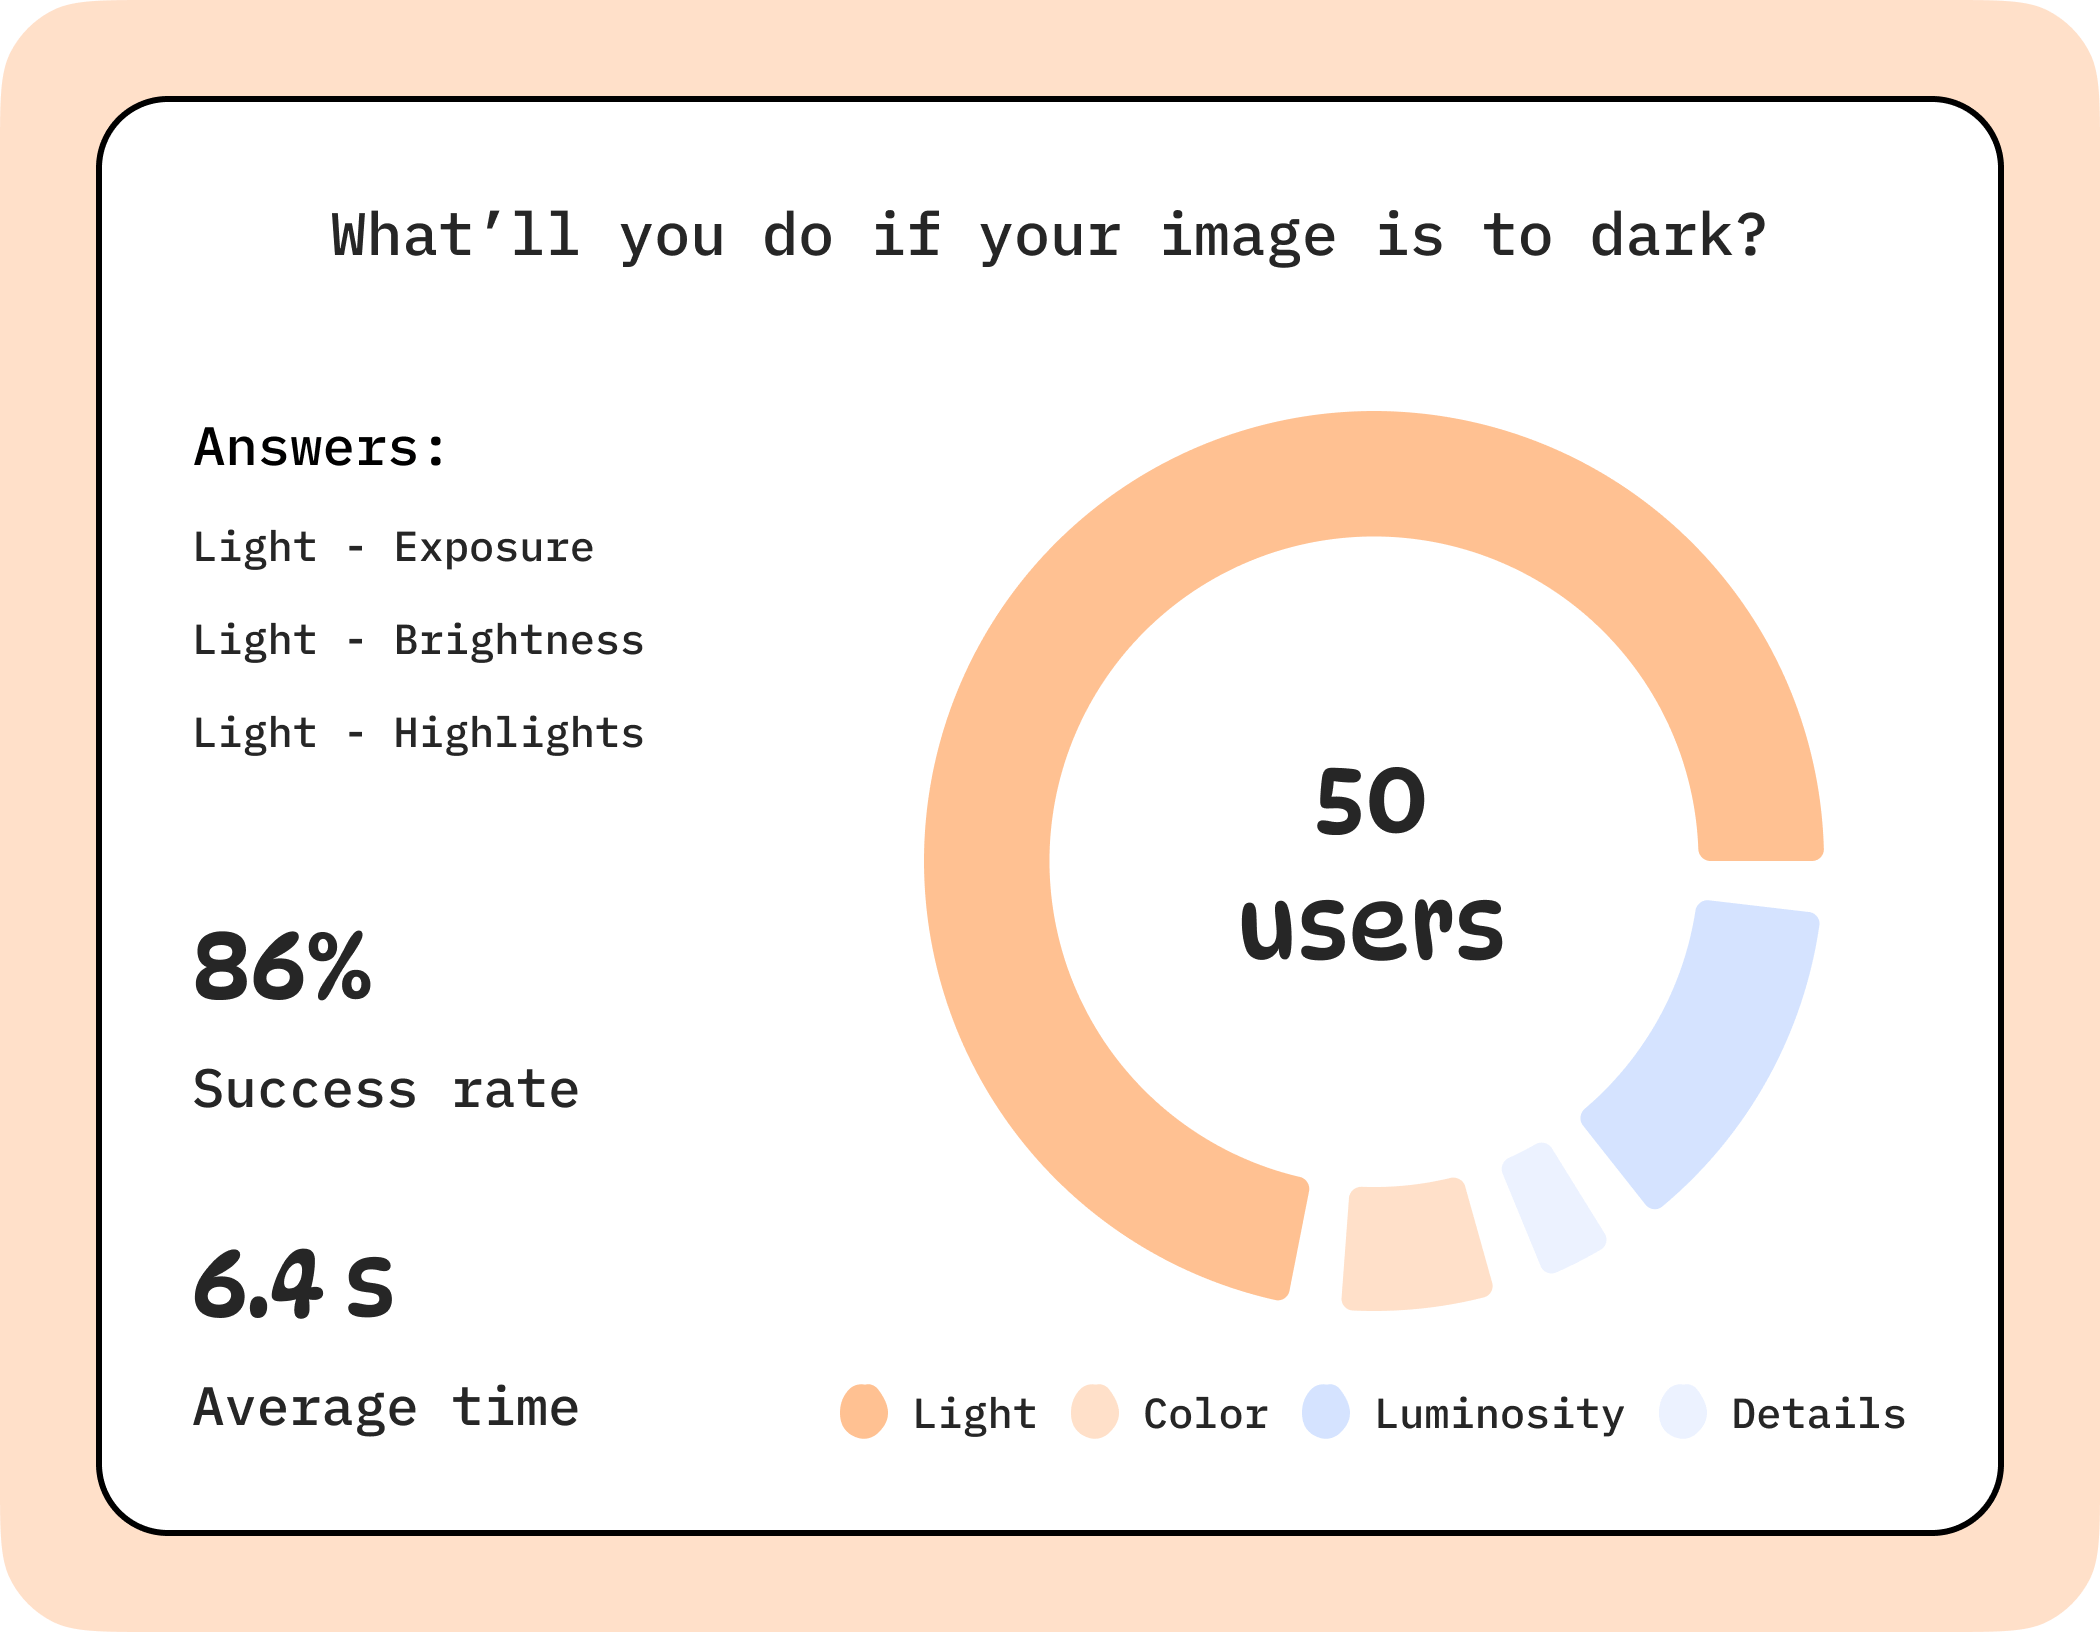 What’ll you do if your image is to dark?
Answers:
Light - Exposure
Light - Brightness
Light - Highlights
86%
Success rate
6.4 s
Average time
50
users
Light
Color
Luminosity
Details